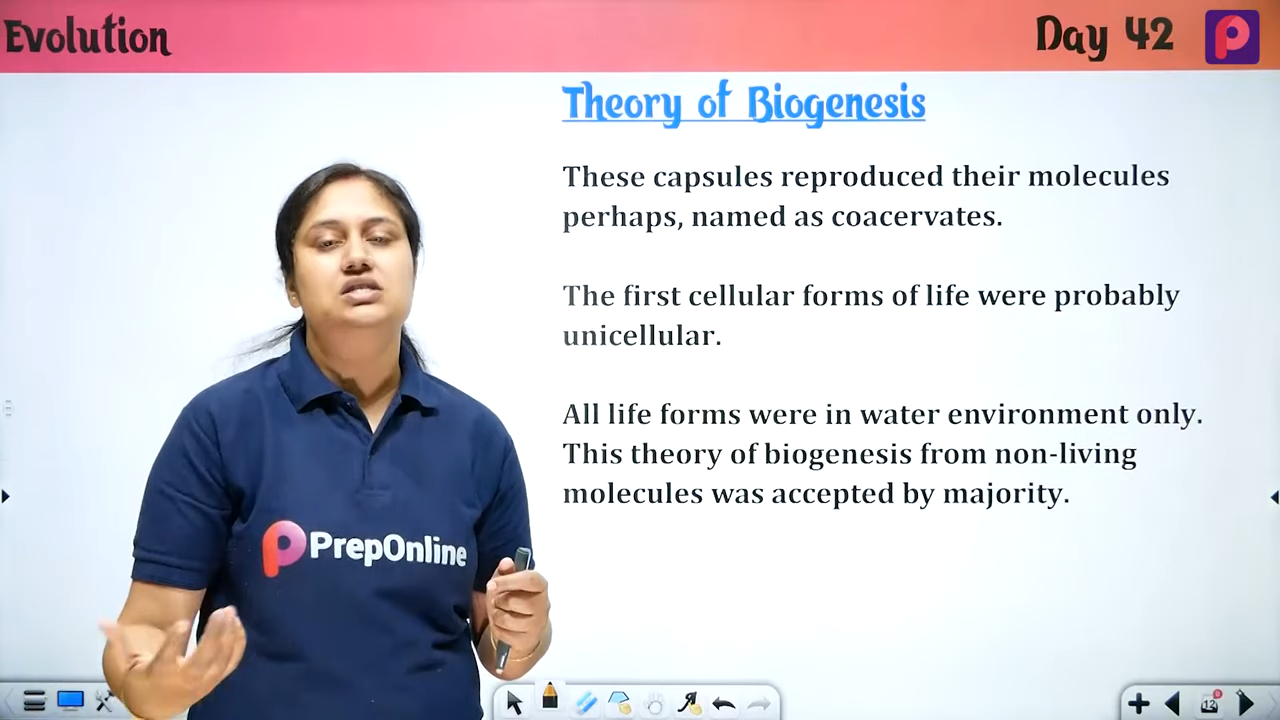 Evolution
Day 42
Theory of Biogenesis
These capsules reproduced their molecules
perhaps, named as coacervates.
The first cellular forms of life were probably
unicellular.
All life forms were in water environment only.
This theory of biogenesis from non-living
molecules was accepted by majority.
PrepOnline
12